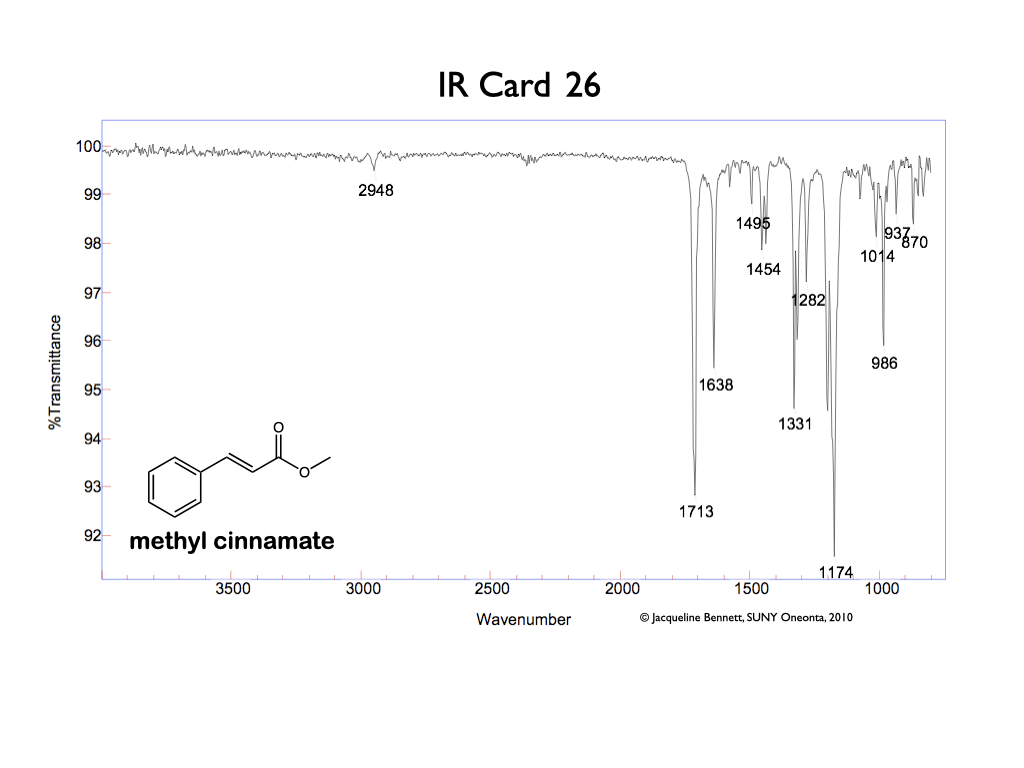 IR Card 26
100
99
98
97
96
95
94
93
92
%Transmittance
2948
1713
1638
1495
1454
1331
1282
1174
1014
986
937
870
O
O
methyl cinnamate
3500 3000 2500 2000 1500 1000
Wavenumber
© Jacqueline Bennett, SUNY Oneonta, 2010